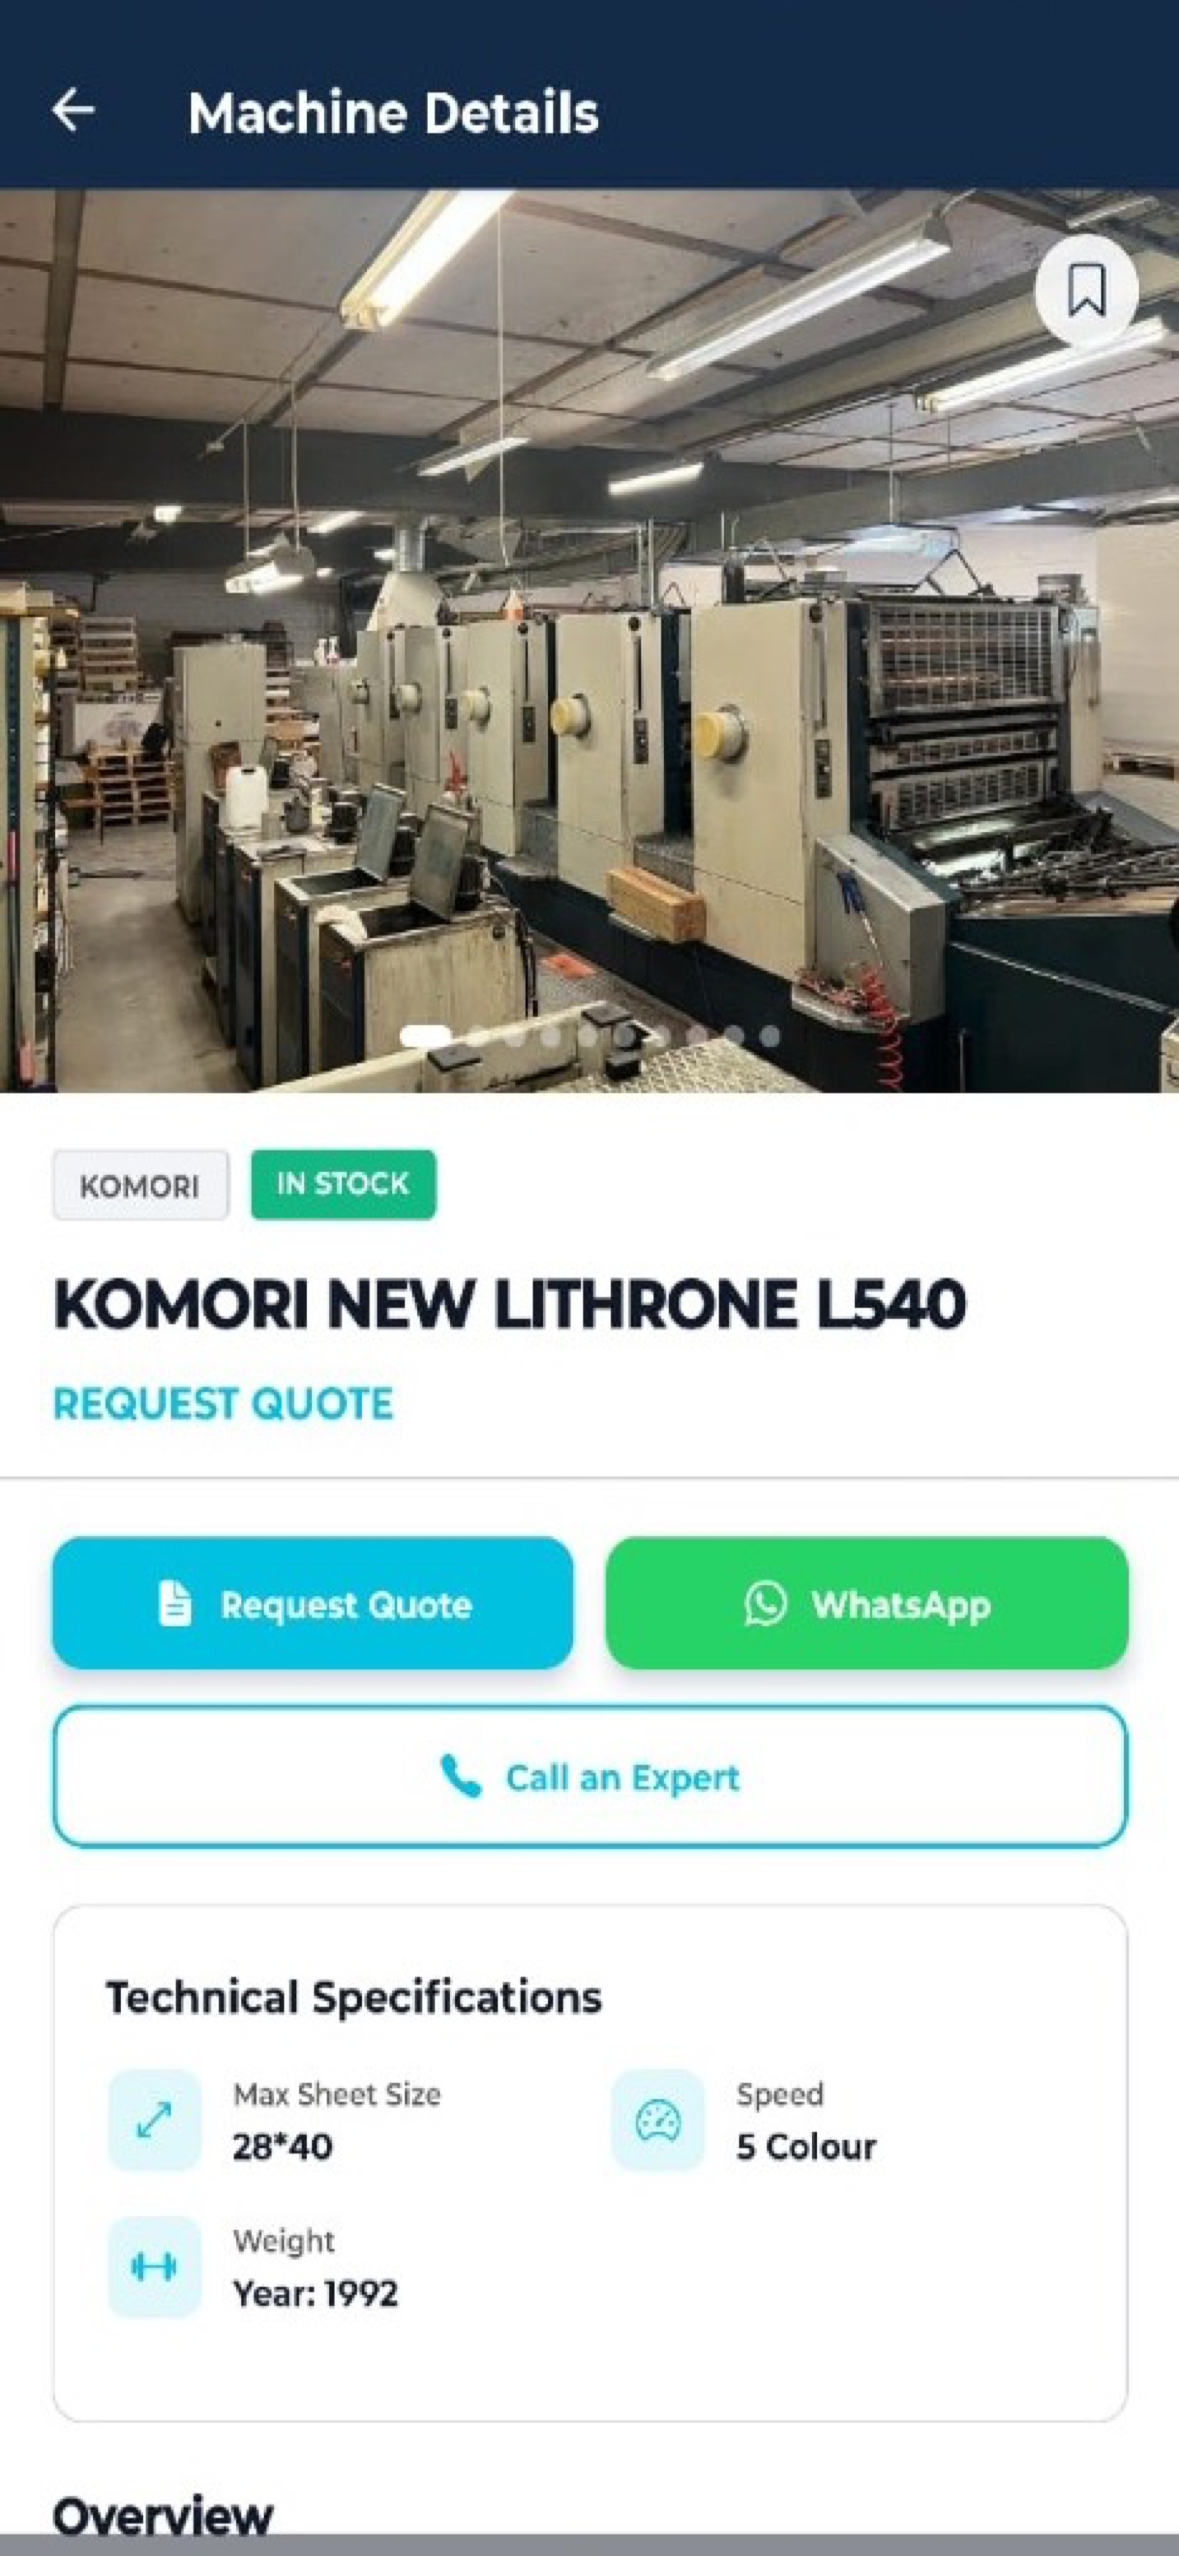 Machine Details
KOMORI
IN STOCK
KOMORI NEW LITHRONE L540
REQUEST QUOTE
Request Quote
WhatsApp
Call an Expert
Technical Specifications
Max Sheet Size
28*40
Speed
5 Colour
Weight
Year: 1992
Overview